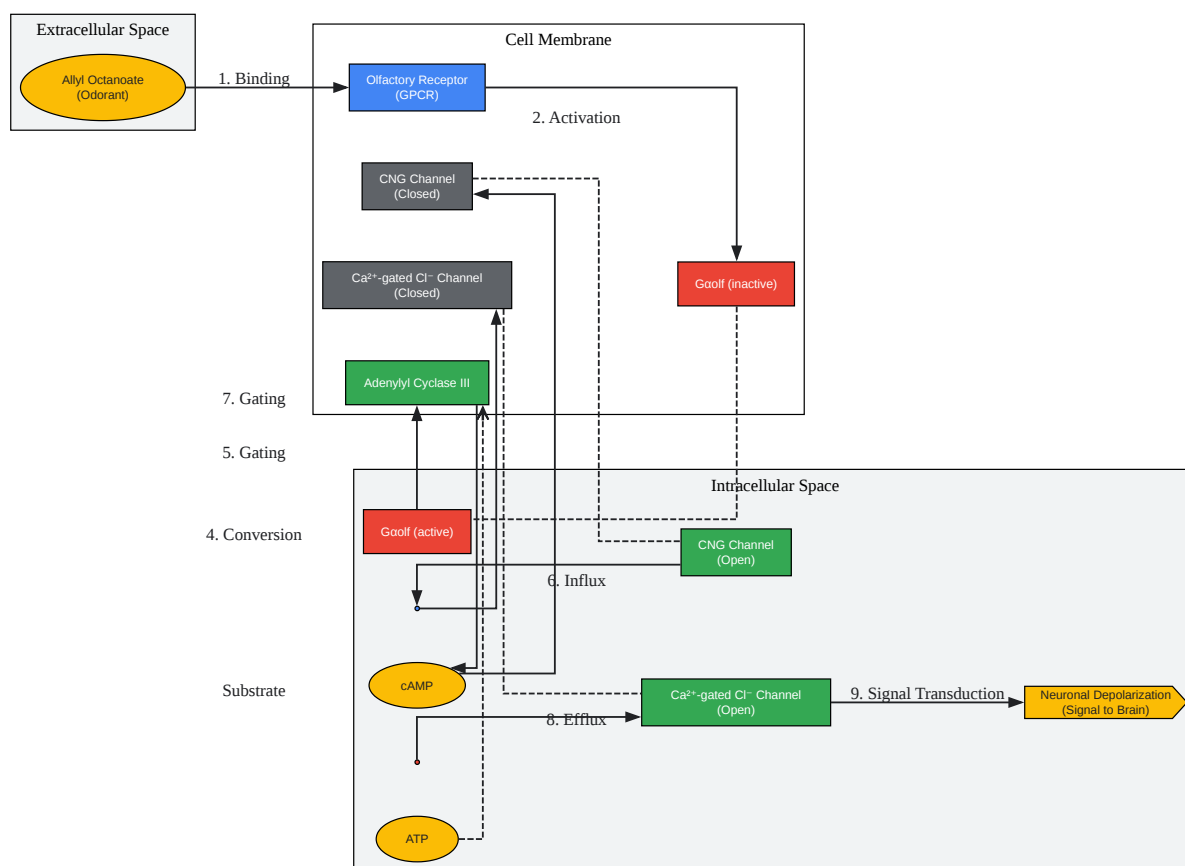 Extracellular Space
Allyl Octanoate
(Odorant)
1. Binding
Cell Membrane
Olfactory Receptor
(GPCR)
2. Activation
CNG Channel
(Closed)
Ca²⁺-gated Cl⁻ Channel
(Closed)
Gαolf (inactive)
Adenylyl Cyclase III
7. Gating
5. Gating
4. Conversion
Substrate
Intracellular Space
Gαolf (active)
CNG Channel
(Open)
6. Influx
cAMP
Ca²⁺-gated Cl⁻ Channel
(Open)
8. Efflux
9. Signal Transduction
Neuronal Depolarization
(Signal to Brain)
ATP